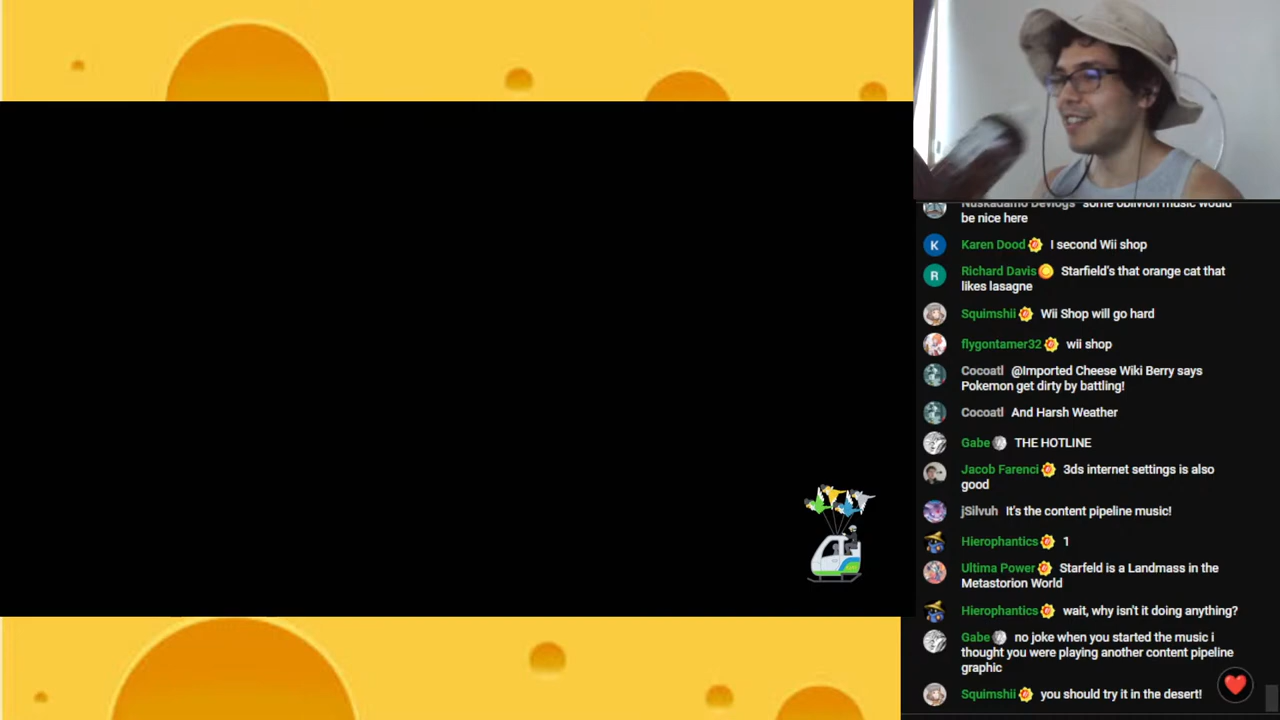 Nuskadamo Devlogs some oblivion music would
be nice here
K Karen Dood I second Wii shop
R Richard Davis Starfield's that orange cat that
likes lasagne
Squimshii Wii Shop will go hard
flygontamer32 wii shop
Cocoatl @Imported Cheese Wiki Berry says
Pokemon get dirty by battling!
Cocoatl And Harsh Weather
Gabe THE HOTLINE
Jacob Farenci 3ds internet settings is also
good
jSilvuh It's the content pipeline music!
Hierophantics 1
Ultima Power Starfeld is a Landmass in the
Metastorion World
Hierophantics wait, why isn't it doing anything?
Gabe no joke when you started the music i
thought you were playing another content pipeline
graphic
Squimshii you should try it in the desert!